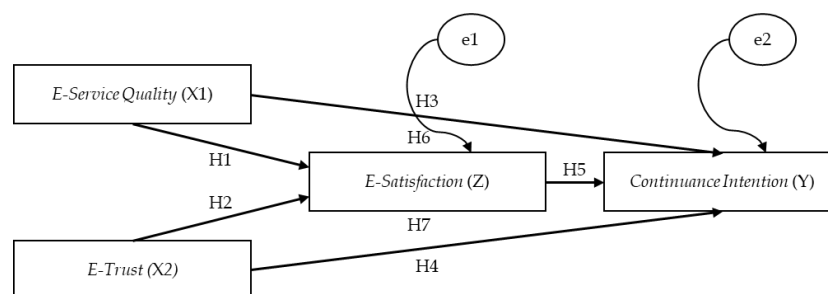 e1
e2
E-Service Quality (X1)
H3
H6
H1
E-Satisfaction (Z)
H5
Continuance Intention (Y)
H2
H7
E-Trust (X2)
H4